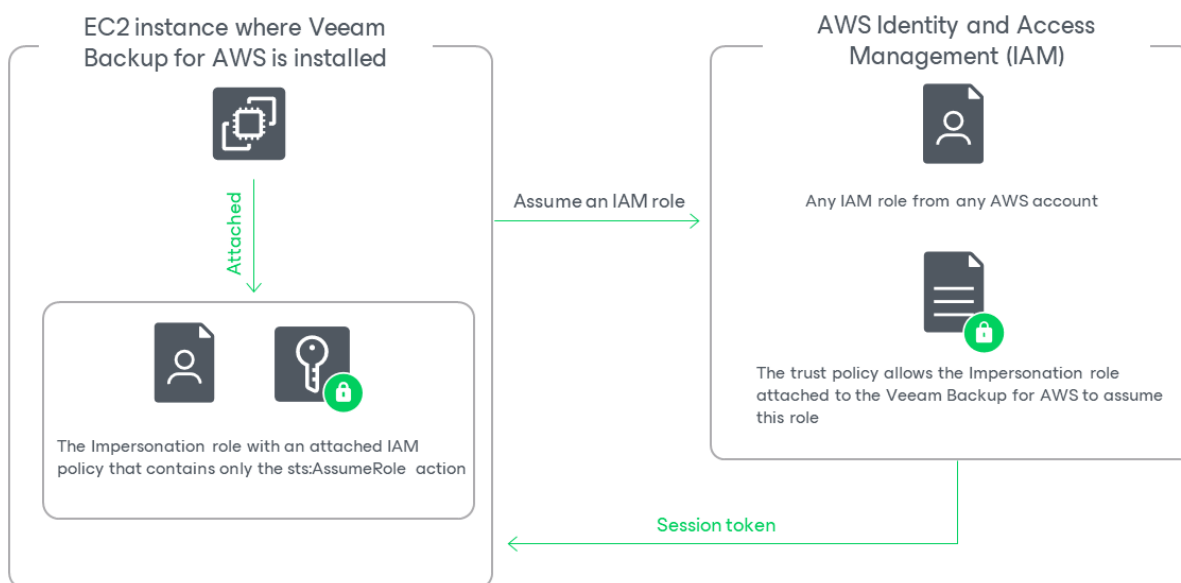 EC2 instance where Veeam
Backup for AWS is installed
Attached
The Impersonation role with an attached IAM
policy that contains only the sts:AssumeRole action
Assume an IAM role
AWS Identity and Access
Management (IAM)
Any IAM role from any AWS account
The trust policy allows the Impersonation role
attached to the Veeam Backup for AWS to assume
this role
Session token